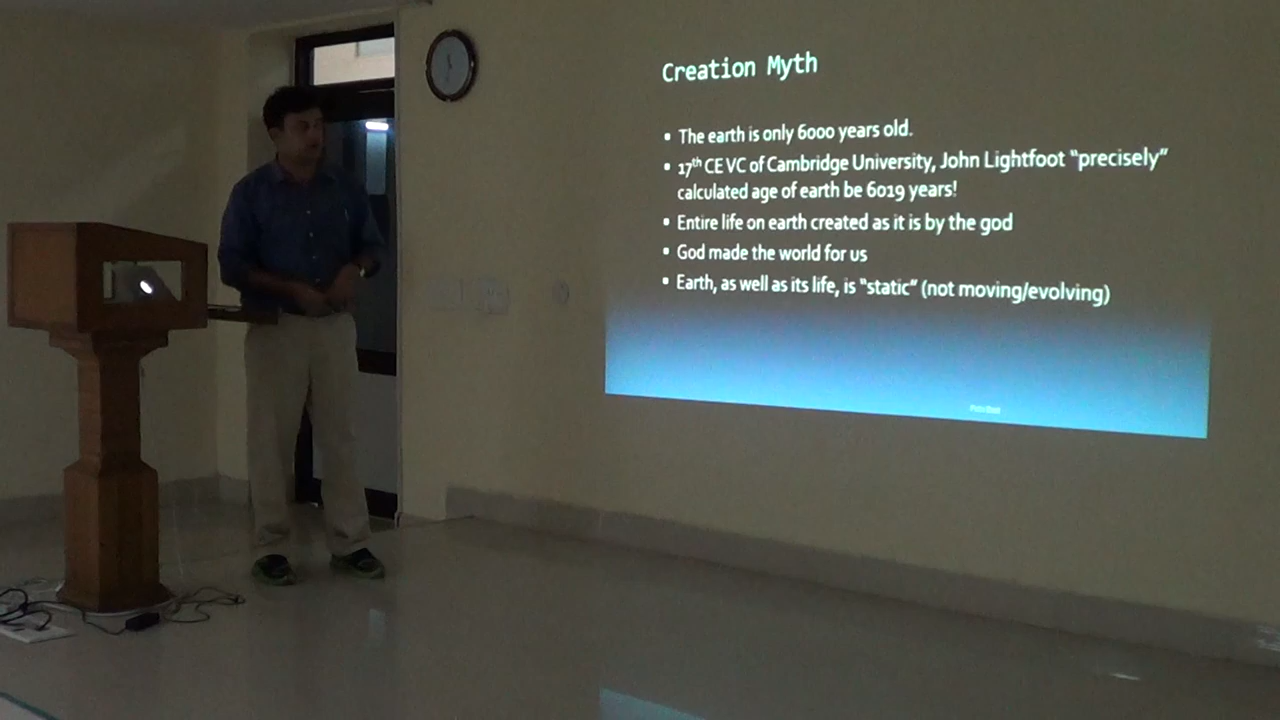 Creation Myth
▪ The earth is only 6000 years old.
▪ 17th CE VC of Cambridge University, John Lightfoot “precisely”
calculated age of earth be 6019 years!
▪ Entire life on earth created as it is by the god
▪ God made the world for us
▪ Earth, as well as its life, is “static” (not moving/evolving)